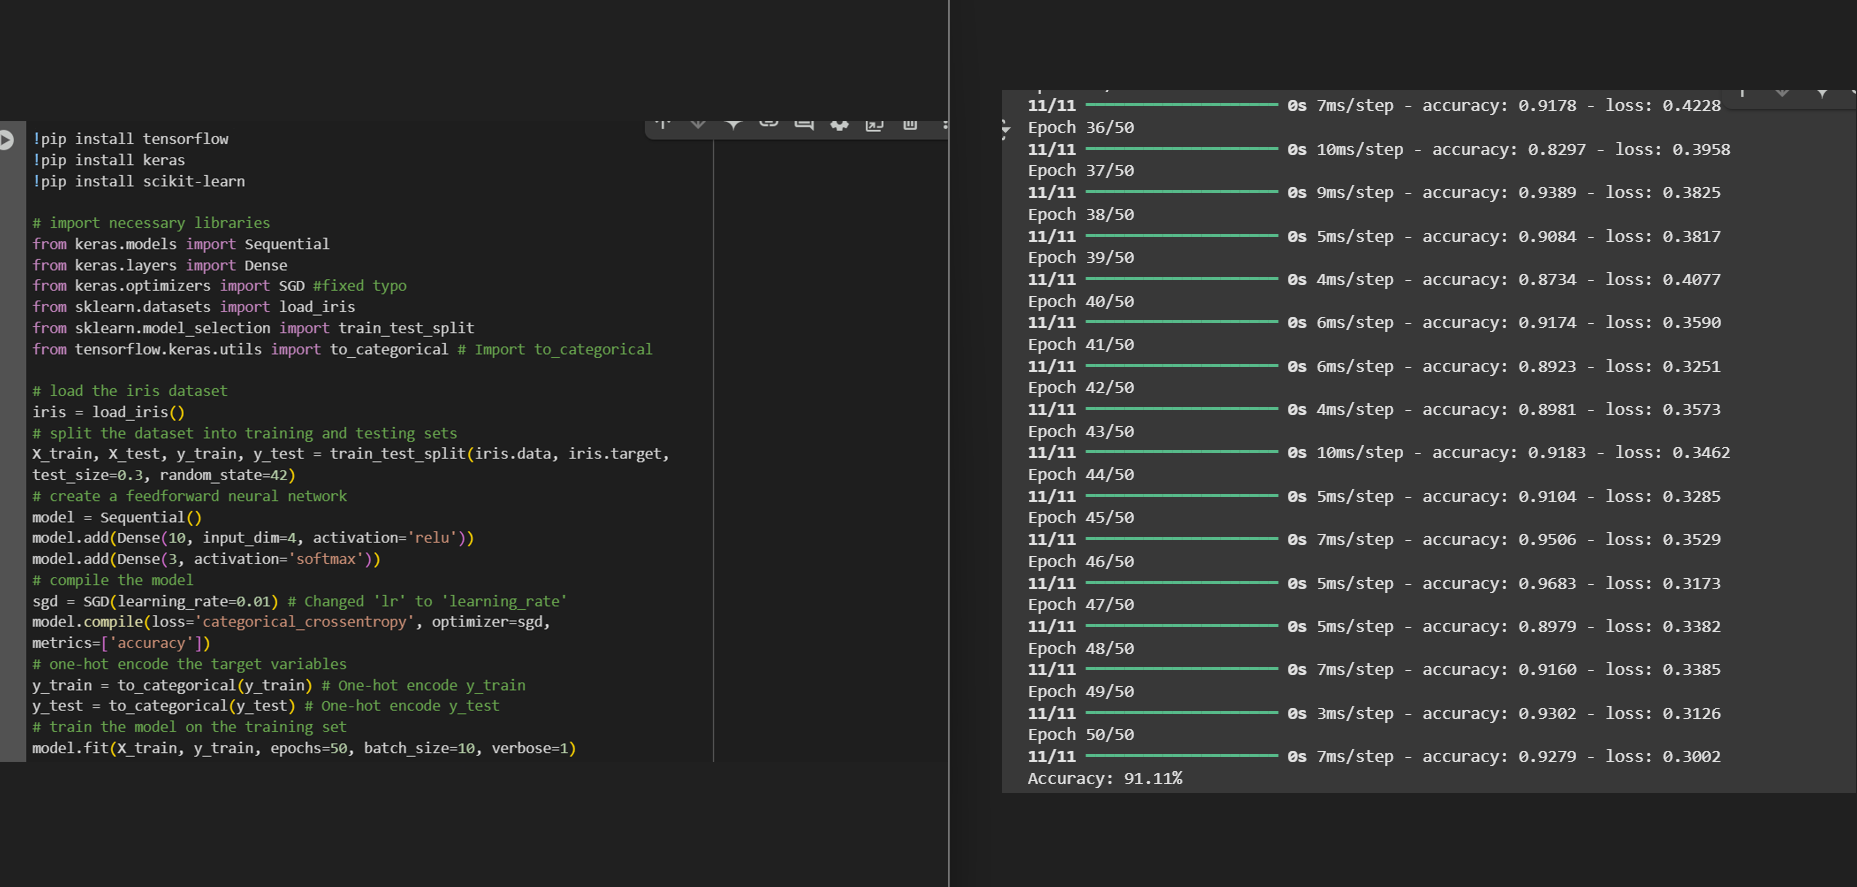 !pip install tensorflow
!pip install keras
!pip install scikit-learn
# import necessary libraries
from keras.models import Sequential
from keras.layers import Dense
from keras.optimizers import SGD #fixed typo
from sklearn.datasets import load_iris
from sklearn.model_selection import train_test_split
from tensorflow.keras.utils import to_categorical # Import to_categorical
# load the iris dataset
iris = load_iris()
# split the dataset into training and testing sets
X_train, X_test, y_train, y_test = train_test_split(iris.data, iris.target,
test_size=0.3, random_state=42)
# create a feedforward neural network
model = Sequential()
model.add(Dense(10, input_dim=4, activation='relu'))
model.add(Dense(3, activation='softmax'))
# compile the model
sgd = SGD(learning_rate=0.01) # Changed 'lr' to 'learning_rate'
model.compile(loss='categorical_crossentropy', optimizer=sgd,
metrics=['accuracy'])
# one-hot encode the target variables
y_train = to_categorical(y_train) # One-hot encode y_train
y_test = to_categorical(y_test) # One-hot encode y_test
# train the model on the training set
model.fit(X_train, y_train, epochs=50, batch_size=10, verbose=1)
11/11 0s 7ms/step - accuracy: 0.9178 - loss: 0.4228
Epoch 36/50
11/11 0s 10ms/step - accuracy: 0.8297 - loss: 0.3958
Epoch 37/50
11/11 0s 9ms/step - accuracy: 0.9389 - loss: 0.3825
Epoch 38/50
11/11 0s 5ms/step - accuracy: 0.9084 - loss: 0.3817
Epoch 39/50
11/11 0s 4ms/step - accuracy: 0.8734 - loss: 0.4077
Epoch 40/50
11/11 0s 6ms/step - accuracy: 0.9174 - loss: 0.3590
Epoch 41/50
11/11 0s 6ms/step - accuracy: 0.8923 - loss: 0.3251
Epoch 42/50
11/11 0s 4ms/step - accuracy: 0.8981 - loss: 0.3573
Epoch 43/50
11/11 0s 10ms/step - accuracy: 0.9183 - loss: 0.3462
Epoch 44/50
11/11 0s 5ms/step - accuracy: 0.9104 - loss: 0.3285
Epoch 45/50
11/11 0s 7ms/step - accuracy: 0.9506 - loss: 0.3529
Epoch 46/50
11/11 0s 5ms/step - accuracy: 0.9683 - loss: 0.3173
Epoch 47/50
11/11 0s 5ms/step - accuracy: 0.8979 - loss: 0.3382
Epoch 48/50
11/11 0s 7ms/step - accuracy: 0.9160 - loss: 0.3385
Epoch 49/50
11/11 0s 3ms/step - accuracy: 0.9302 - loss: 0.3126
Epoch 50/50
11/11 0s 7ms/step - accuracy: 0.9279 - loss: 0.3002
Accuracy: 91.11%